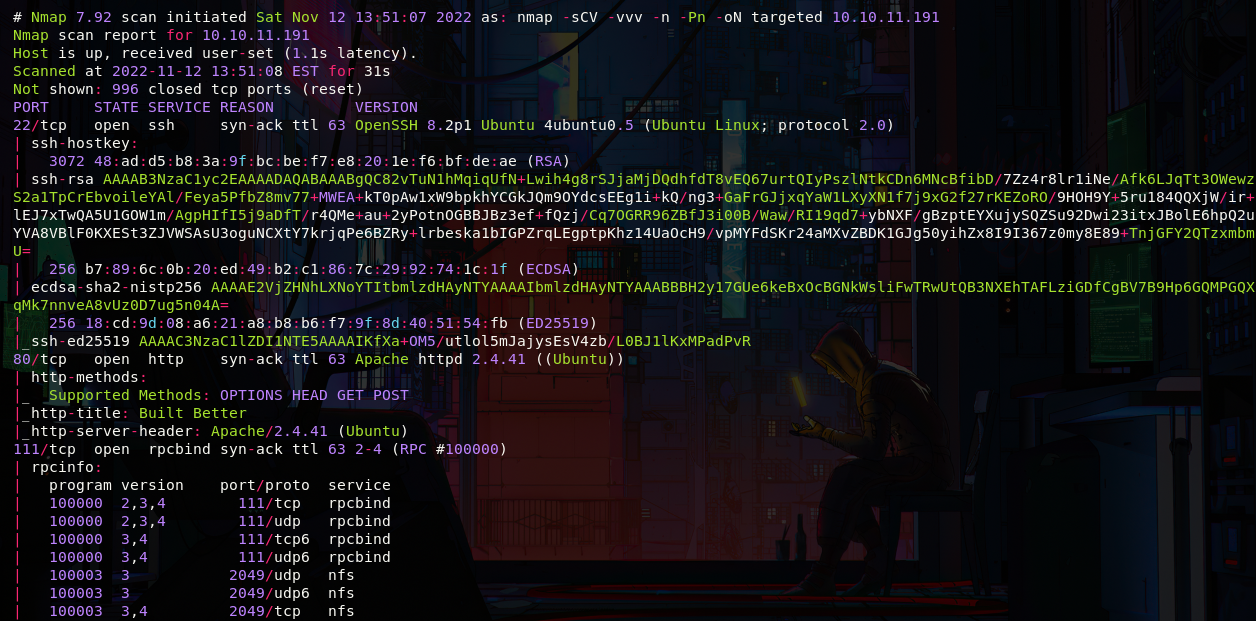 # Nmap 7.92 scan initiated Sat Nov 12 13:51:07 2022 as: nmap -sCV -vvv -n -Pn -oN targeted 10.10.11.191
Nmap scan report for 10.10.11.191
Host is up, received user-set (1.1s latency).
Scanned at 2022-11-12 13:51:08 EST for 31s
Not shown: 996 closed tcp ports (reset)
PORT     STATE SERVICE REASON         VERSION
22/tcp   open  ssh     syn-ack ttl 63 OpenSSH 8.2p1 Ubuntu 4ubuntu0.5 (Ubuntu Linux; protocol 2.0)
| ssh-hostkey:
|   3072 48:ad:d5:b8:3a:9f:bc:be:f7:e8:20:1e:f6:bf:de:ae (RSA)
| ssh-rsa AAAAB3NzaC1yc2EAAAADAQABAAABgQC82vTuN1hMqiqUfN+Lwih4g8rSJjaMjDQdhfdT8vEQ67urtQIyPszlNtKCDn6MNcBfibD/7Zz4r8lr1iNe/Afk6LJqTt3OWewz
S2a1TpCrEbvoileYAl/Feya5PfbZ8mv77+MWEA+kT0pAw1xW9bpkhYCGkJQm9OYdcsEEg1i+kQ/ng3+GaFrGJjxqYaW1LXyXN1f7j9xG2f27rKEZoRO/9HOH9Y+5ru184QQXjW/ir+
lEJ7xTwQA5U1GOW1m/AgpHIfI5j9aDfT/r4QMe+au+2yPotnOGBBJBz3ef+fQzj/Cq7OGRR96ZBfJ3i00B/Waw/RI19qd7+ybNXF/gBzptEYXujySQZSu92Dwi23itxJBolE6hpQ2u
YVA8VBlF0KXESt3ZJVWSAsU3oguNCXtY7krjqPe6BZRy+lrbeska1bIGPZrqLEgptpKhz14UaOcH9/vpMYFdSKr24aMXvZBDK1GJg50yihZx8I9I367z0my8E89+TnjGFY2QTzxmbm
U=
|   256 b7:89:6c:0b:20:ed:49:b2:c1:86:7c:29:92:74:1c:1f (ECDSA)
| ecdsa-sha2-nistp256 AAAAE2VjZHNhLXNoYTItbmlzdHAyNTYAAAAIbmlzdHAyNTYAAABBBH2y17GUe6keBxOcBGNkWsliFwTRwUtQB3NXEhTAFLziGDfCgBV7B9Hp6GQMPGQX
qMk7nnveA8vUz0D7ug5n04A=
|   256 18:cd:9d:08:a6:21:a8:b8:b6:f7:9f:8d:40:51:54:fb (ED25519)
|_ssh-ed25519 AAAAC3NzaC1lZDI1NTE5AAAAIKfXa+OM5/utlol5mJajysEsV4zb/L0BJ1lKxMPadPvR
80/tcp   open  http    syn-ack ttl 63 Apache httpd 2.4.41 ((Ubuntu))
| http-methods:
|_  Supported Methods: OPTIONS HEAD GET POST
|_http-title: Built Better
|_http-server-header: Apache/2.4.41 (Ubuntu)
111/tcp  open  rpcbind syn-ack ttl 63 2-4 (RPC #100000)
| rpcinfo:
|   program version    port/proto  service
|   100000  2,3,4        111/tcp   rpcbind
|   100000  2,3,4        111/udp   rpcbind
|   100000  3,4          111/tcp6  rpcbind
|   100000  3,4          111/udp6  rpcbind
|   100003  3           2049/udp   nfs
|   100003  3           2049/udp6  nfs
|   100003  3,4         2049/tcp   nfs